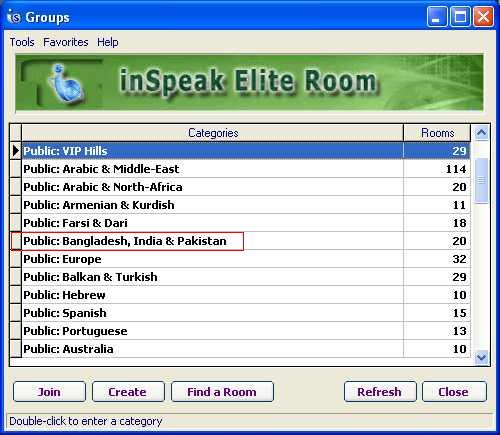 Groups
Tools Favorites Help
inSpeak Elite Room
Categories Rooms
Public: VIP Hills 29
Public: Arabic & Middle-East 114
Public: Arabic & North-Africa 20
Public: Armenian & Kurdish 11
Public: Farsi & Dari 18
Public: Bangladesh, India & Pakistan 20
Public: Europe 32
Public: Balkan & Turkish 29
Public: Hebrew 10
Public: Spanish 15
Public: Portuguese 13
Public: Australia 10
Join Create Find a Room Refresh Close
Double-click to enter a category